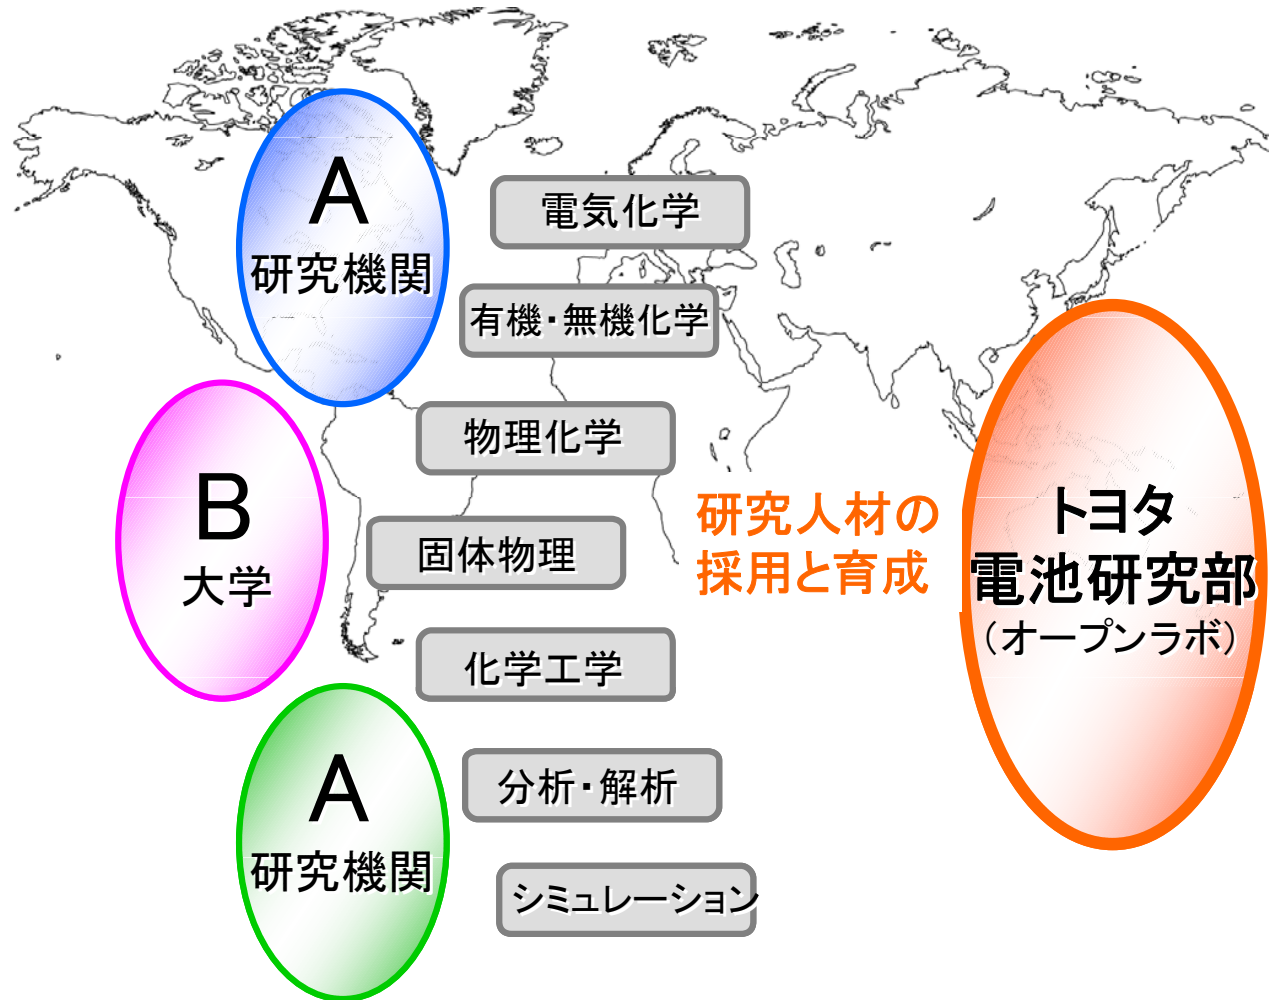 A
研究機関
B
大学
A
研究機関
電気化学
有機・無機化学
物理化学
固体物理
化学工学
分析・解析
シミュレーション
研究人材の
採用と育成
トヨタ
電池研究部
（オープンラボ）